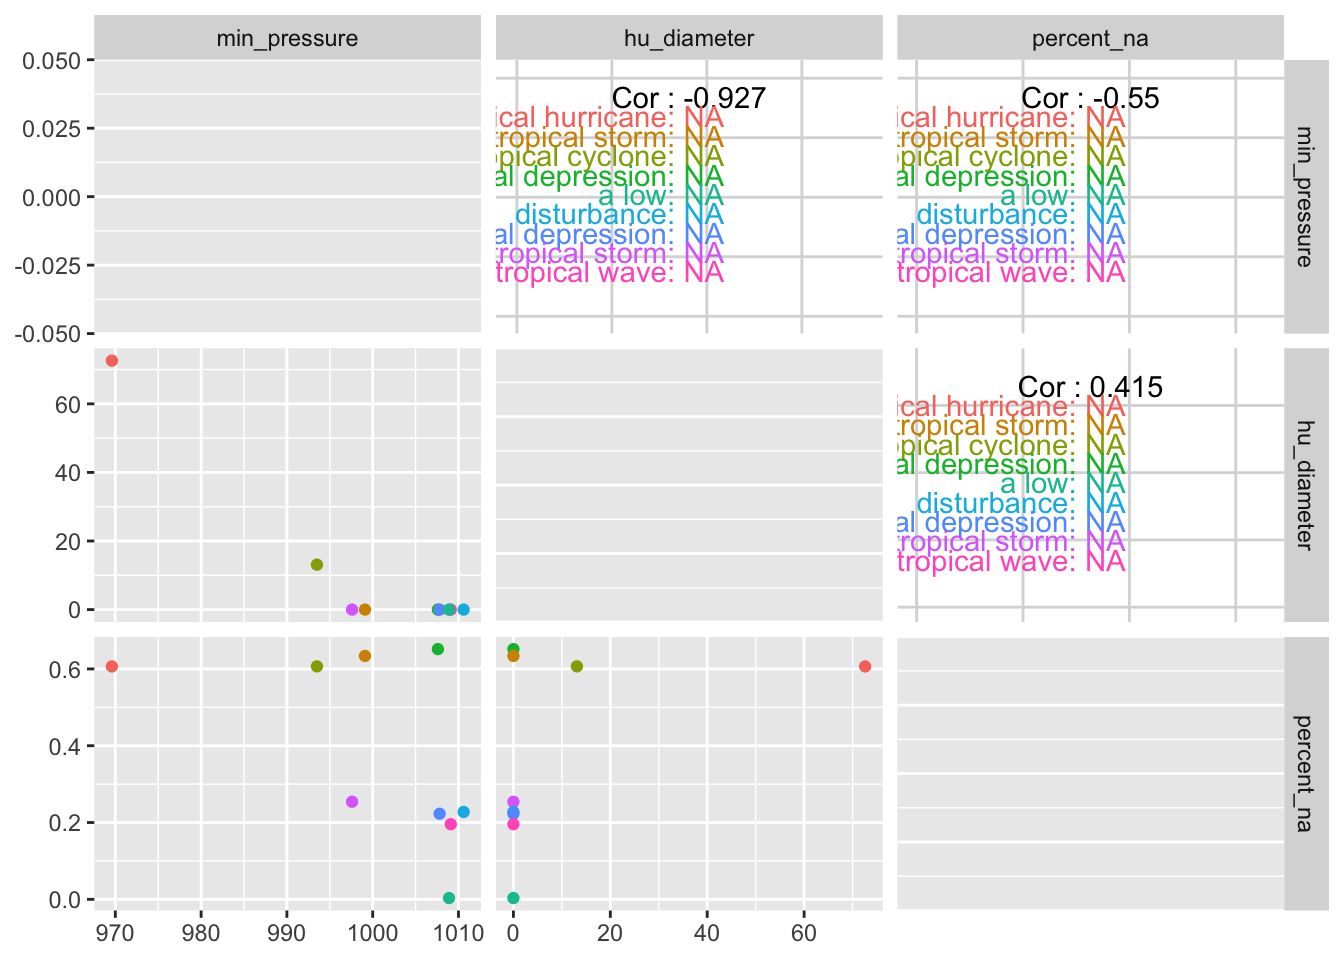 min_pressure
hu_diameter
percent_na
0.050
0.025
0.000
-0.025
-0.050
Cor : -0.927
ical hurricane: NA
tropical storm: NA
opical cyclone: NA
al depression: NA
a low: NA
disturbance: NA
al depression: NA
tropical storm: NA
tropical wave: NA
Cor : -0.55
ical hurricane: NA
tropical storm: NA
opical cyclone: NA
al depression: NA
a low: NA
disturbance: NA
al depression: NA
tropical storm: NA
tropical wave: NA
min_pressure
60
40
20
0
Cor : 0.415
ical hurricane: NA
tropical storm: NA
opical cyclone: NA
al depression: NA
a low: NA
disturbance: NA
al depression: NA
tropical storm: NA
tropical wave: NA
hu_diameter
0.6
0.4
0.2
0.0
percent_na
970 980 990 1000 1010
0 20 40 60